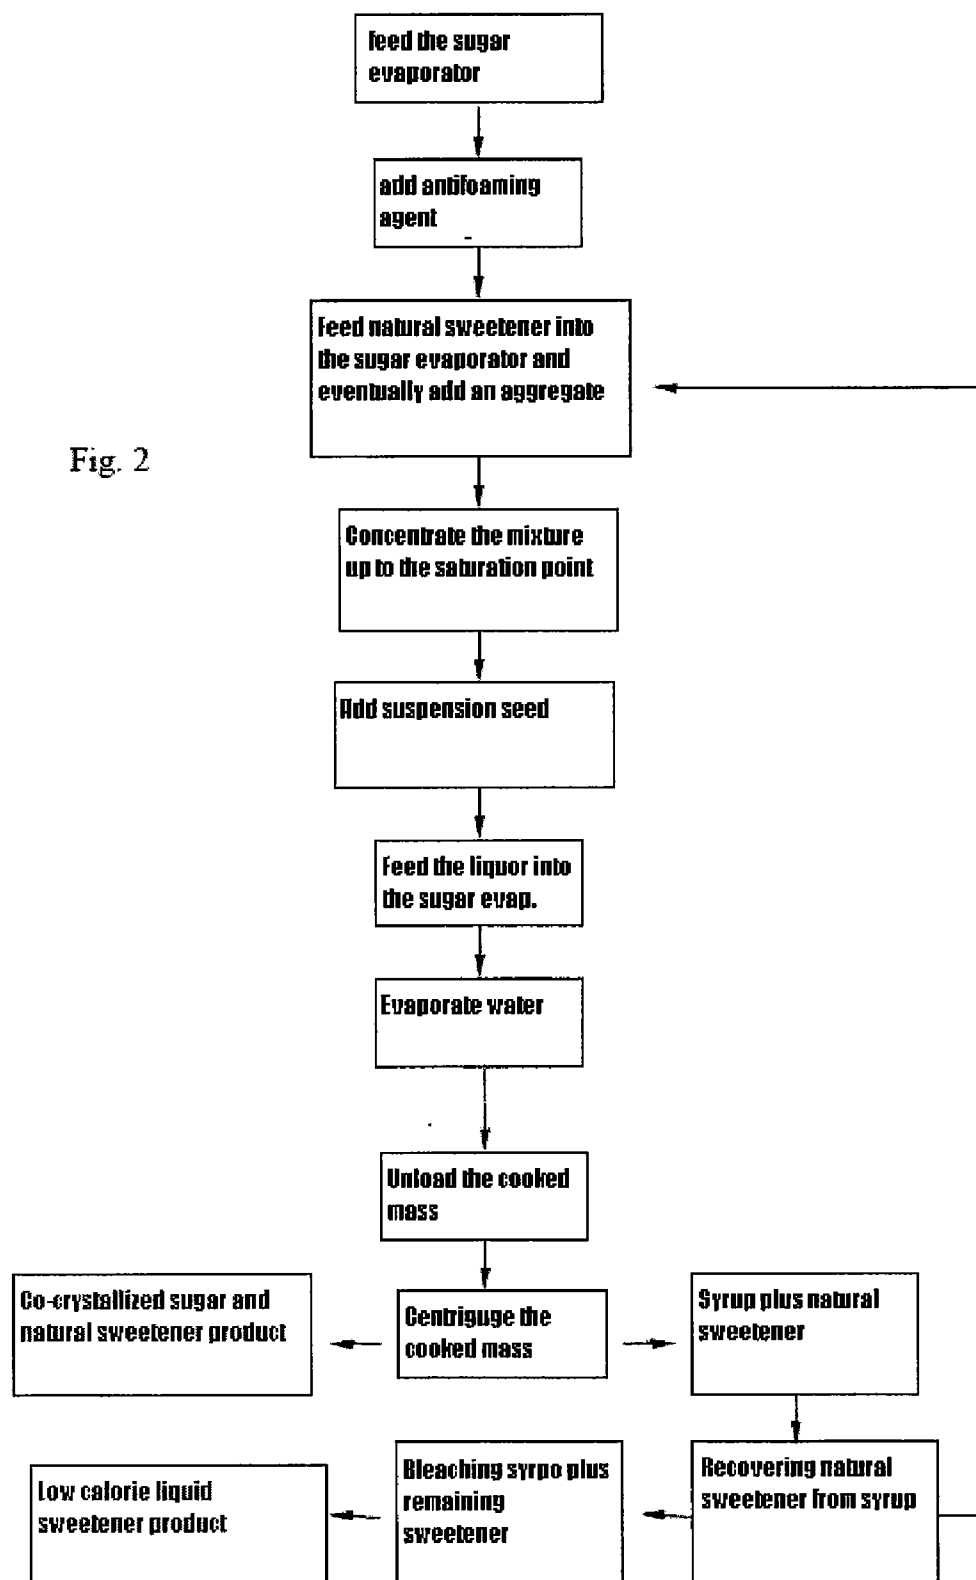 feed the sugar
evaporator
add antifoaming
agent
Feed natural sweetener into
the sugar evaporator and
eventually add an aggregate
Fig. 2
Concentrate the mixture
up to the saturation point
Add suspension seed
Feed the liquor into
the sugar evap.
Evaporate water
Unload the cooked
mass
Co-crystallized sugar and
natural sweetener product
Centriguge the
cooked mass
Syrup plus natural
sweetener
Low calorie liquid
sweetener product
Bleaching syrpo plus
remaining
sweetener
Recovering natural
sweetener from syrup